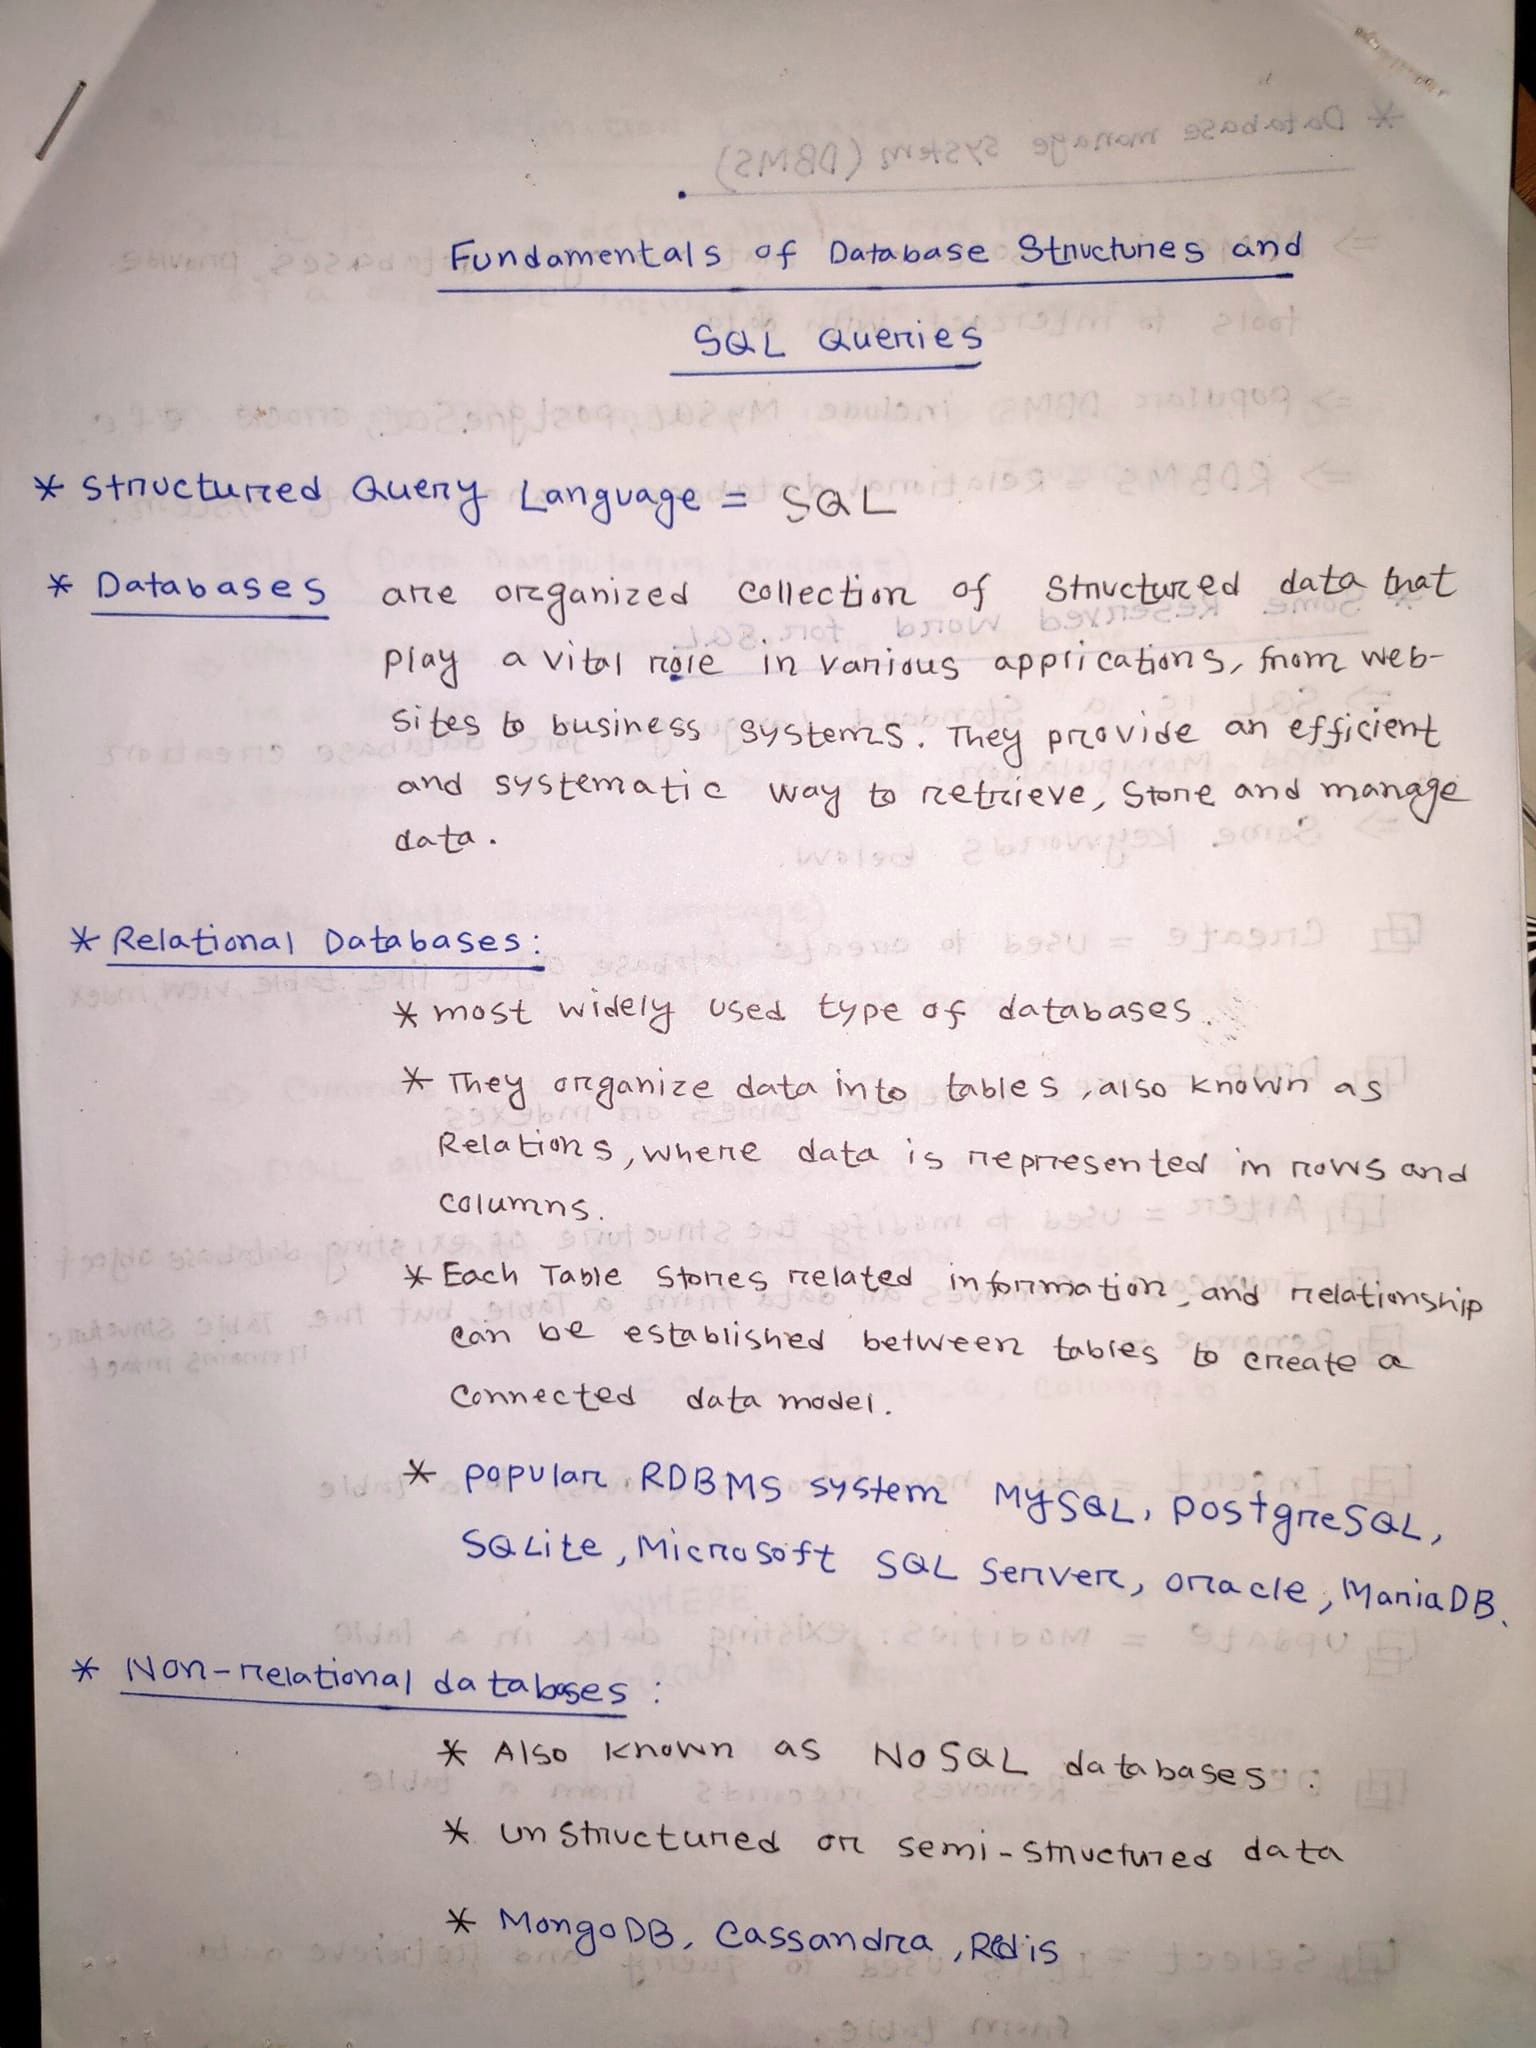 Fundamentals of Database Structures and
SQL Queries
* Structured Query Language = SQL
* Databases are organized collection of Structured data that
play a vital role in various applications, from web-
sites to business systems. They provide an efficient
and systematic way to retrieve, Store and manage
data.
* Relational Databases:
* most widely used type of databases.
* They organize data into tables, also known as
Relations, where data is represented in rows and
columns.
* Each Table Stores related information, and relationship
can be established between tables to create a
connected data model.
* popular RDBMS system MySQL, PostgreSQL,
SQLite, Microsoft SQL Server, oracle, MariaDB.
* Non-relational databases:
* Also known as NoSQL databases.
* unstructured or semi-structured data
* MongoDB, Cassandra, Redis